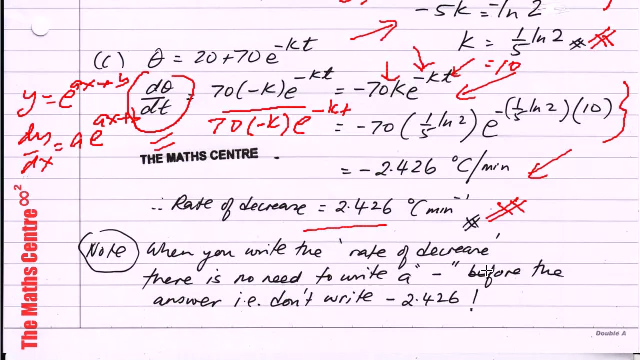 -5k = -ln 2
k = 1/5 ln 2
(c) θ = 20 + 70 e^-kt
= 10
y = e^ax+b
dθ/dt = 70(-k)e^-kt = -70ke^-kt
dy/dx = a e^ax+b
70(-k)e^-kt = -70(1/5 ln 2) e^-(1/5 ln 2)(10)
THE MATHS CENTRE
= -2.426 °C/min
∴ Rate of decrease = 2.426 °C min^-1
Note When you write the 'rate of decrease'
there is no need to write a "-" before the
answer i.e. don't write -2.426 !
The Maths Centre ∞²
Double A